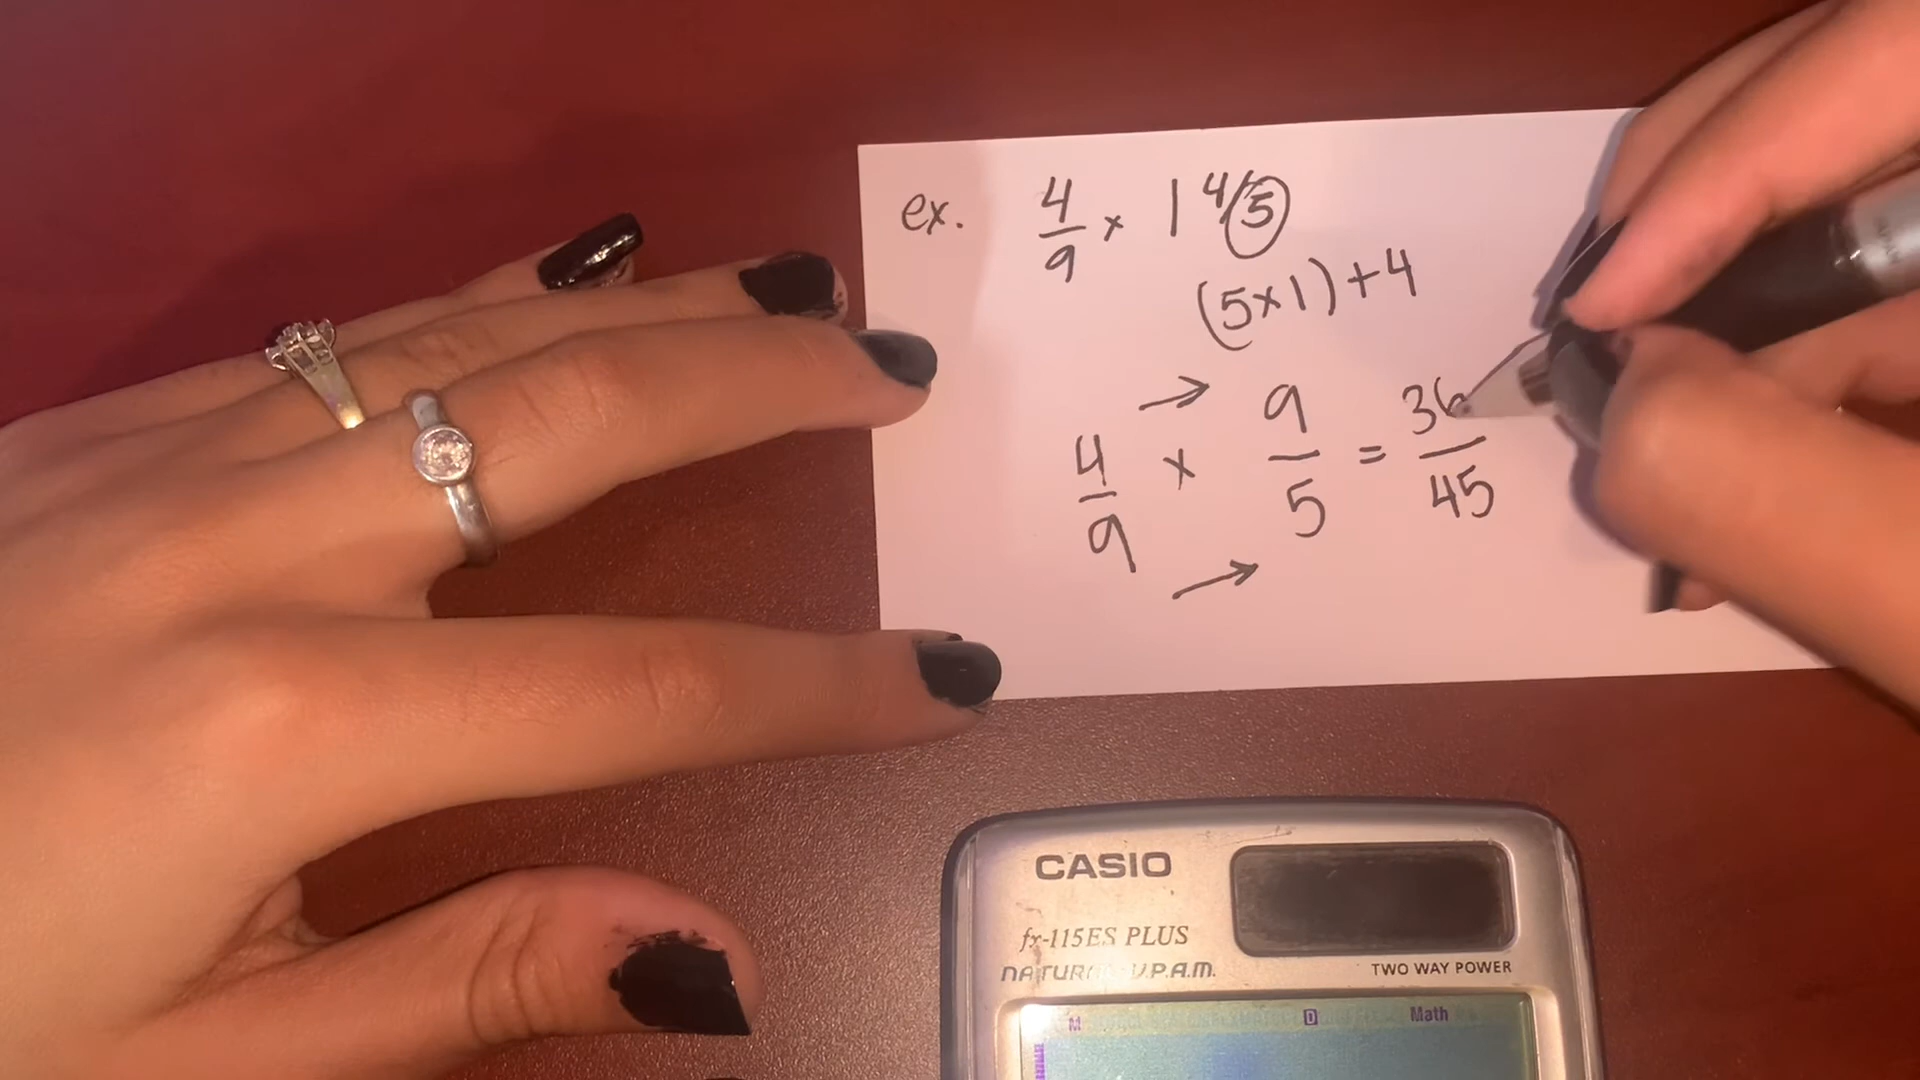 ex. 4/9 × 1 4/5
(5×1)+4
4/9 × 9/5 = 36/45
CASIO
fx-115ES PLUS
NATURAL-V.P.A.M.
TWO WAY POWER
M D Math